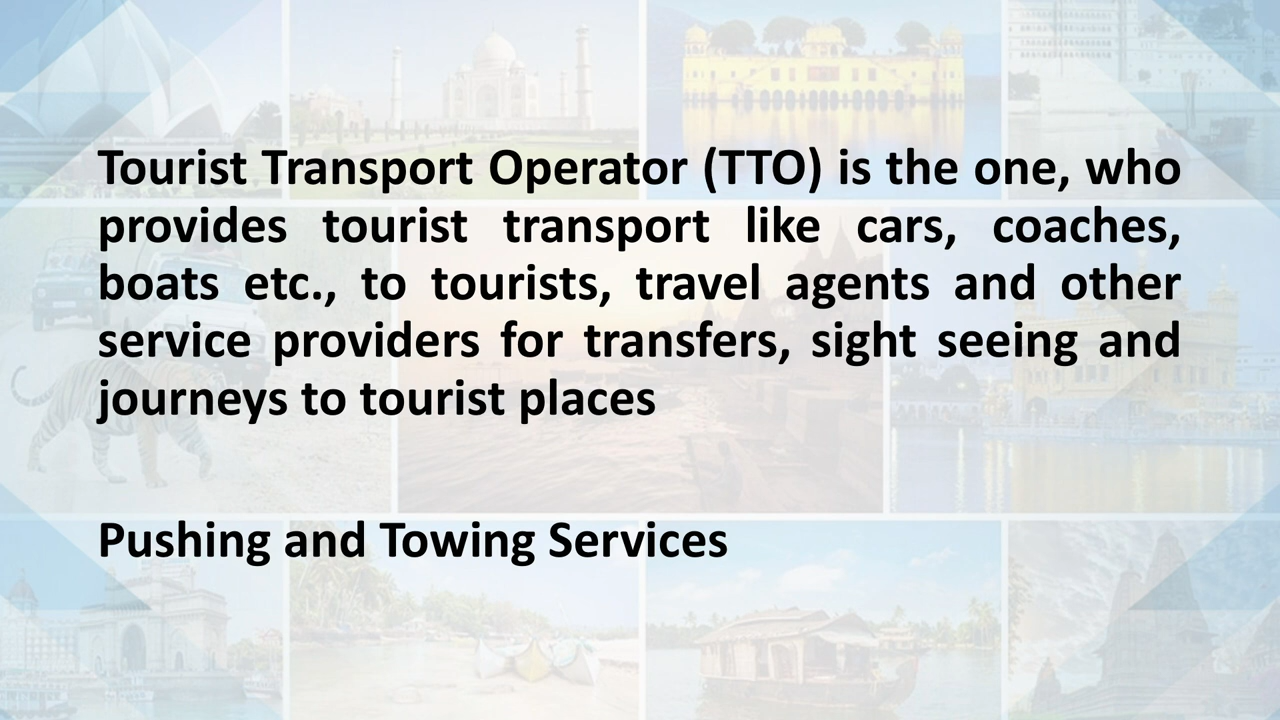 Tourist Transport Operator (TTO) is the one, who
provides tourist transport like cars, coaches,
boats etc., to tourists, travel agents and other
service providers for transfers, sight seeing and
journeys to tourist places
Pushing and Towing Services